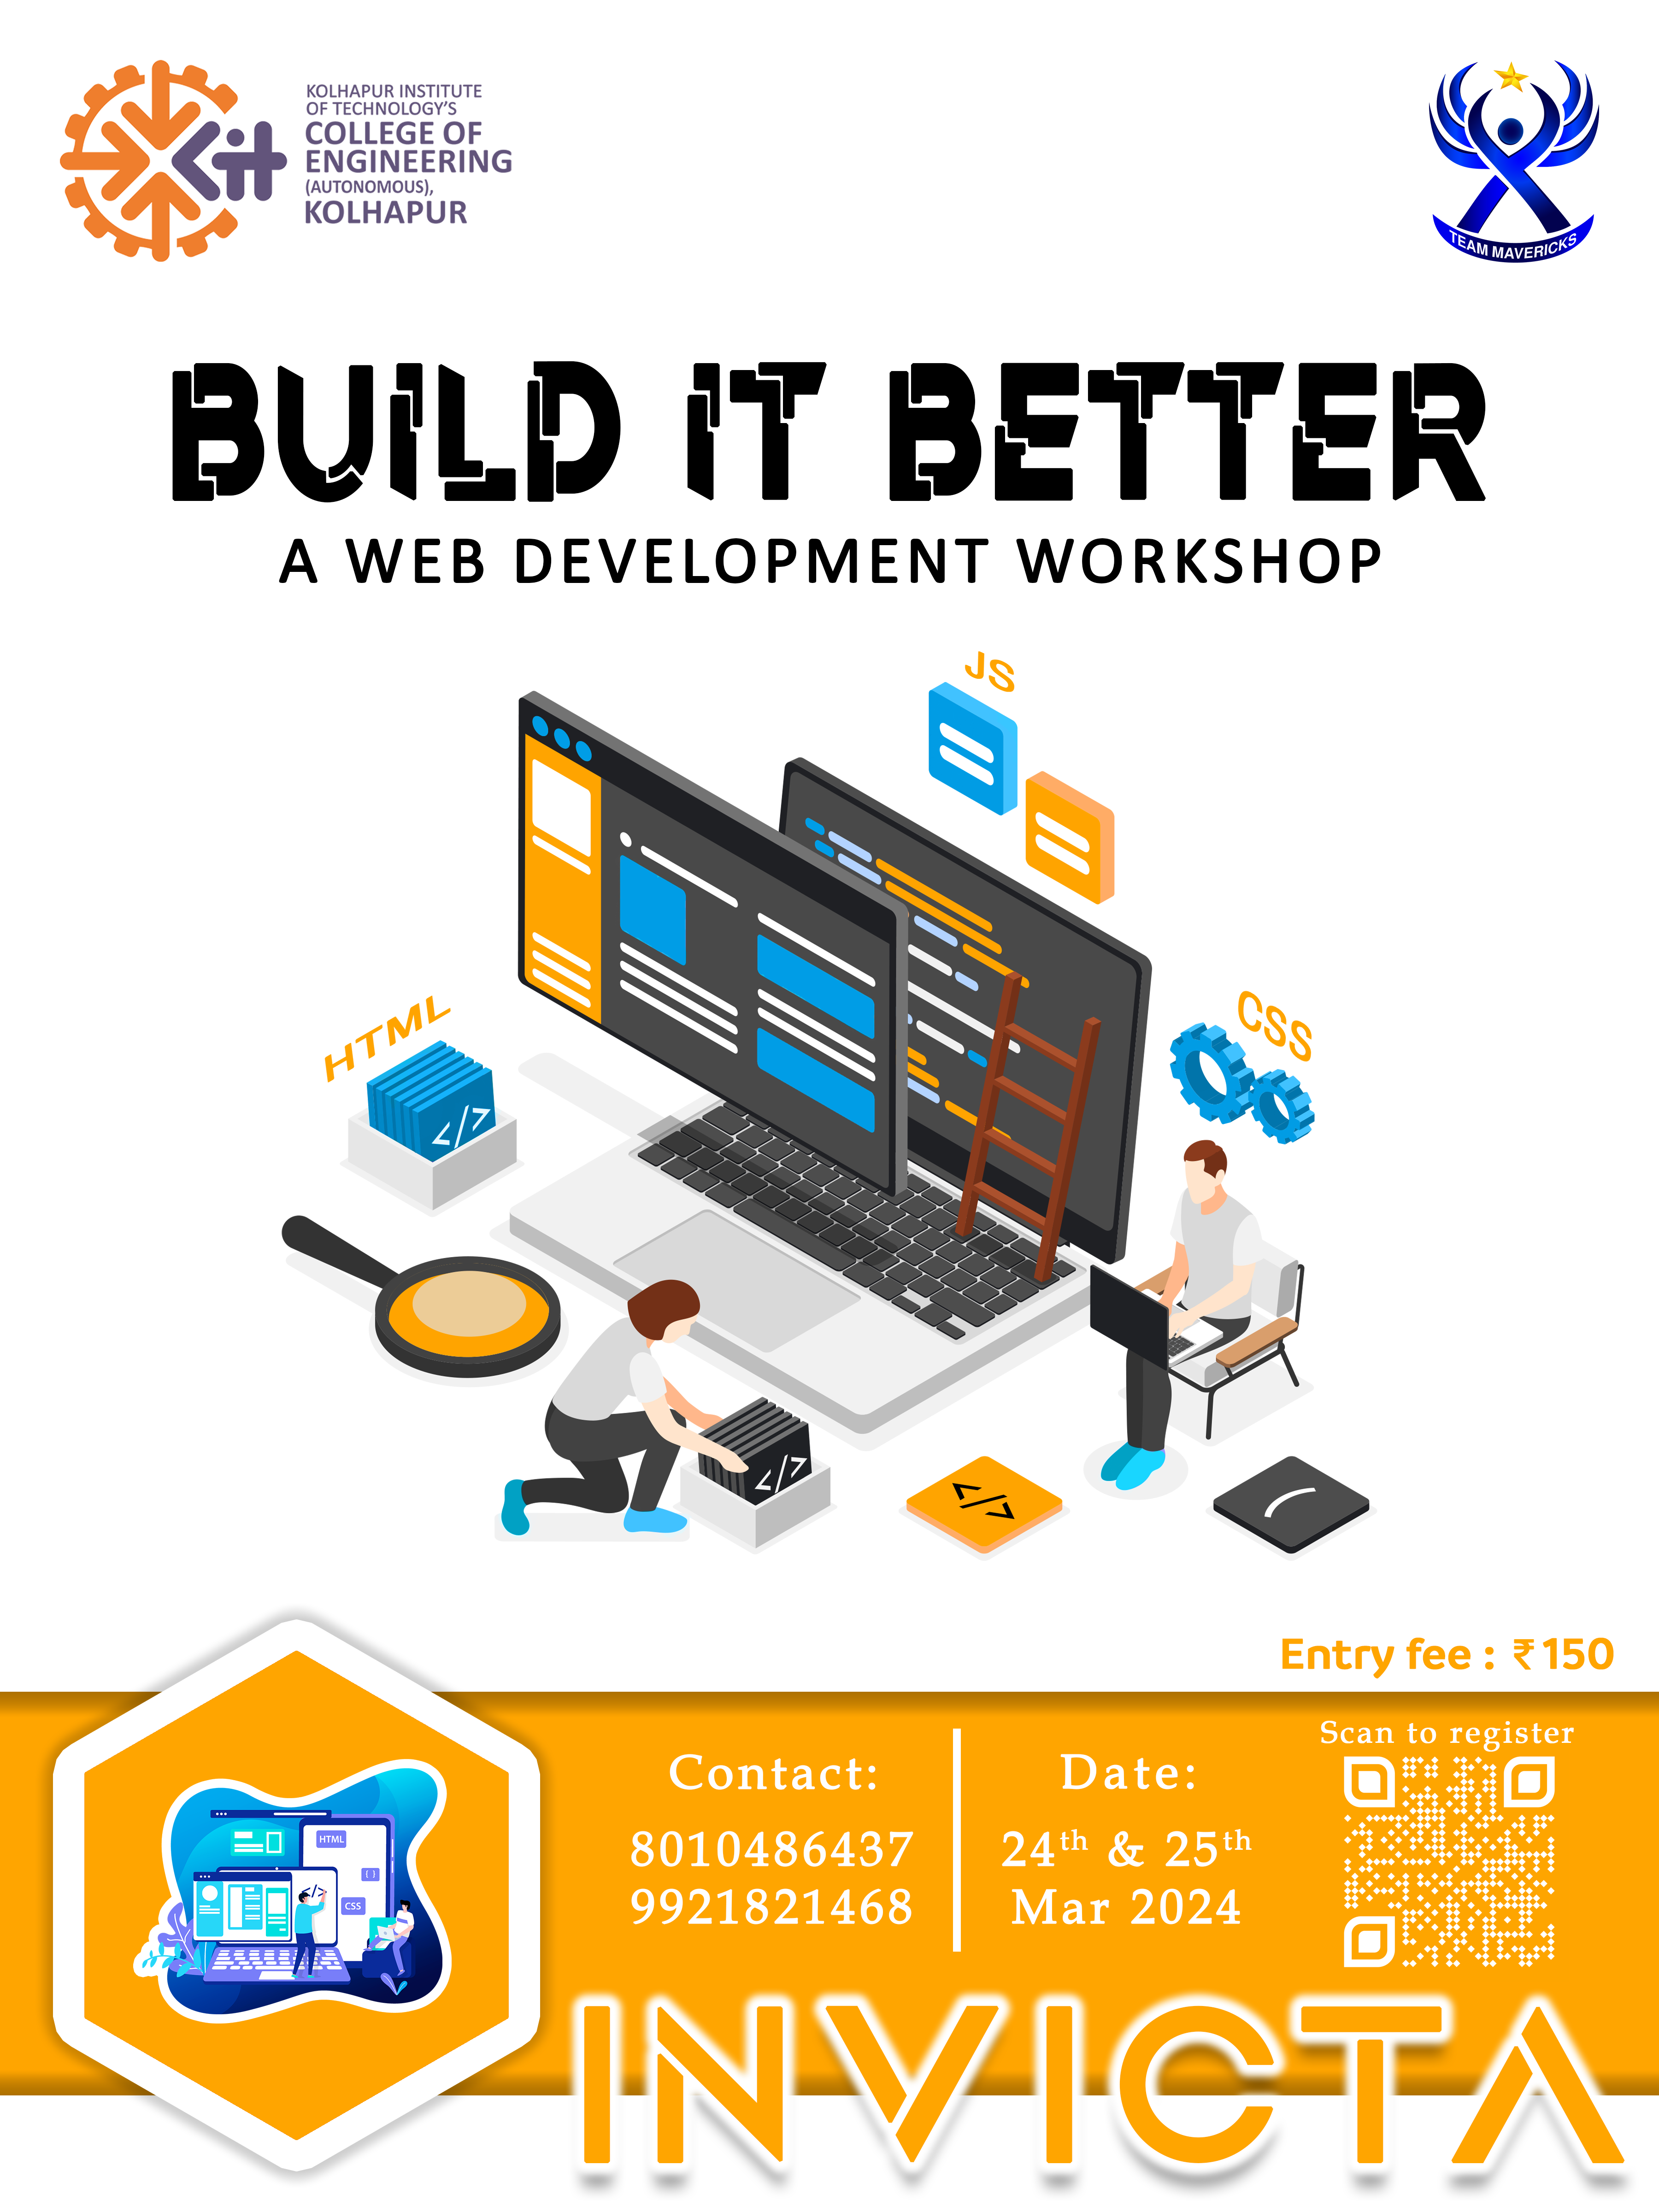 KOLHAPUR INSTITUTE
OF TECHNOLOGY'S
COLLEGE OF
ENGINEERING
(AUTONOMOUS),
KOLHAPUR
Kit
TEAM MAVERICKS
BUILD IT BETTER
A WEB DEVELOPMENT WORKSHOP
JS
HTML
CSS
</>
</>
</>
Entry fee : ₹150
Scan to register
Contact:
8010486437
9921821468
Date:
24th & 25th
Mar 2024
HTML
{ }
</>
CSS
INVICTA